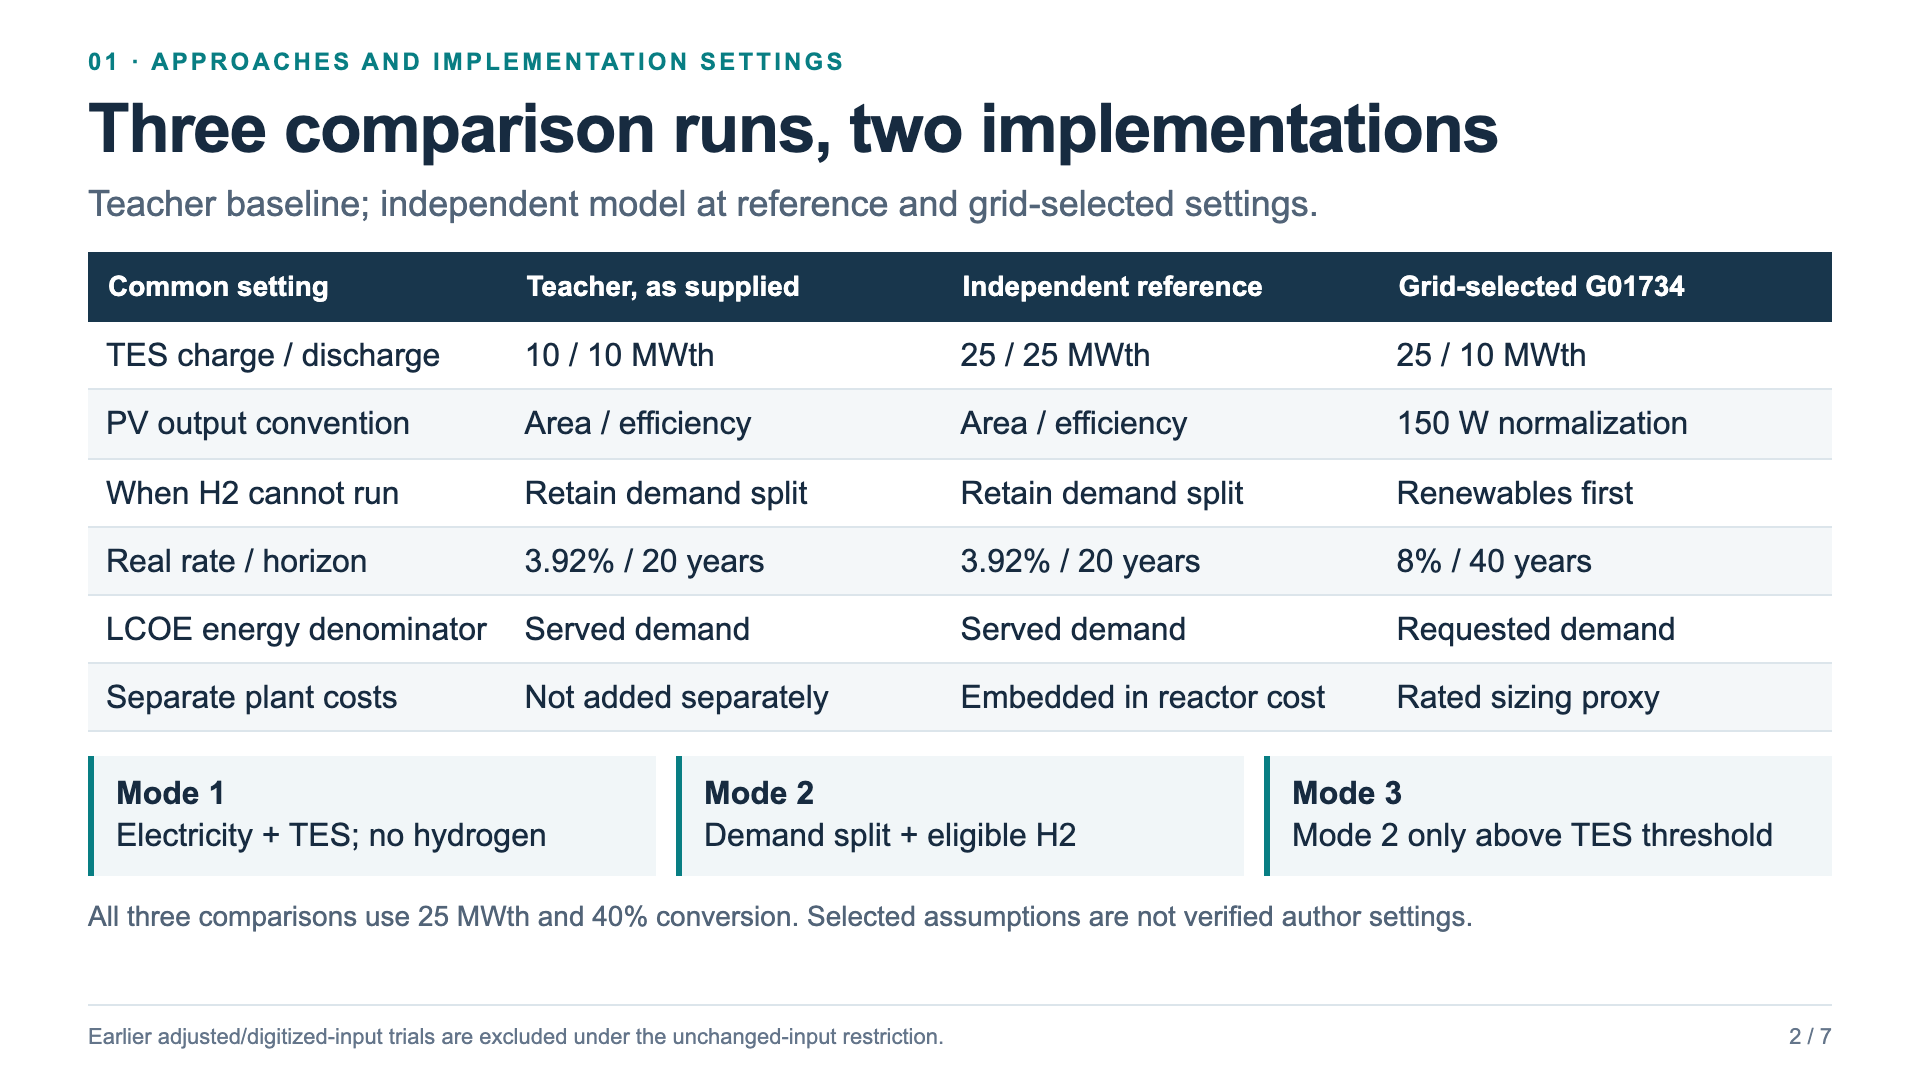 01 · APPROACHES AND IMPLEMENTATION SETTINGS
Three comparison runs, two implementations
Teacher baseline; independent model at reference and grid-selected settings.
Common setting Teacher, as supplied Independent reference Grid-selected G01734
TES charge / discharge 10 / 10 MWth 25 / 25 MWth 25 / 10 MWth
PV output convention Area / efficiency Area / efficiency 150 W normalization
When H2 cannot run Retain demand split Retain demand split Renewables first
Real rate / horizon 3.92% / 20 years 3.92% / 20 years 8% / 40 years
LCOE energy denominator Served demand Served demand Requested demand
Separate plant costs Not added separately Embedded in reactor cost Rated sizing proxy
Mode 1
Electricity + TES; no hydrogen
Mode 2
Demand split + eligible H2
Mode 3
Mode 2 only above TES threshold
All three comparisons use 25 MWth and 40% conversion. Selected assumptions are not verified author settings.
Earlier adjusted/digitized-input trials are excluded under the unchanged-input restriction.
2 / 7